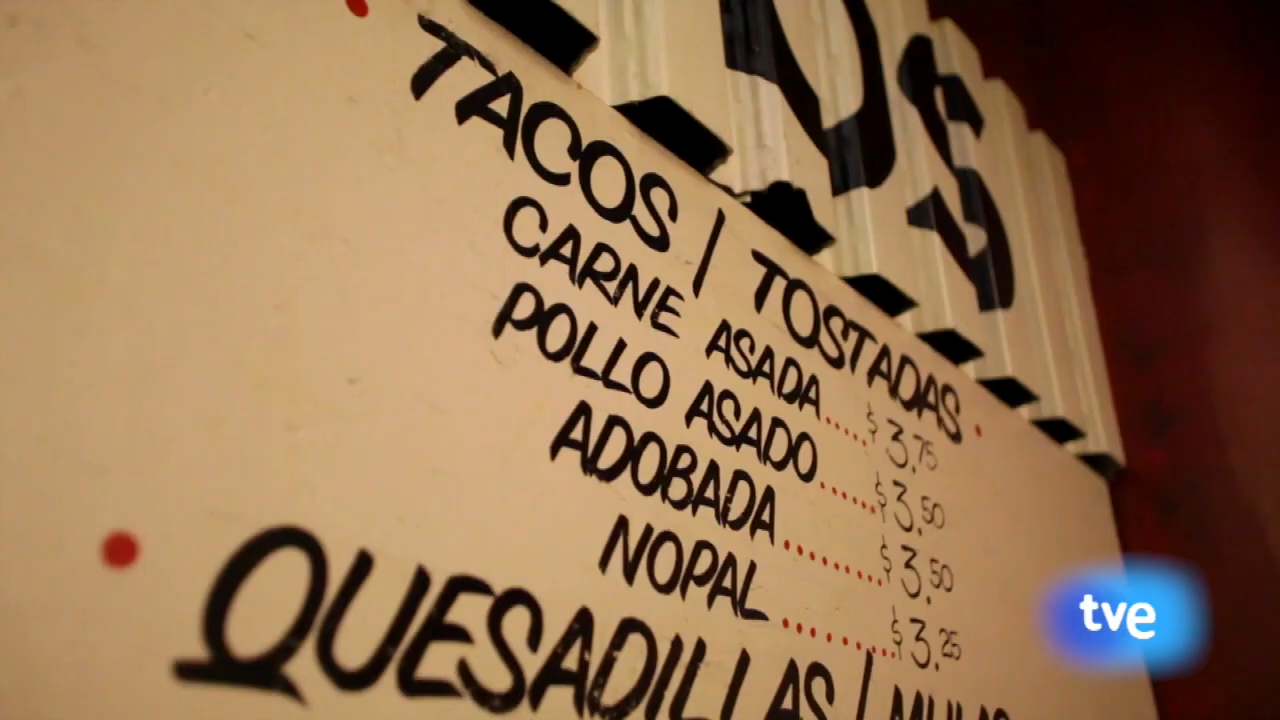 TACOS | TOSTADAS
CARNE ASADA..... $3.75
POLLO ASADO...... $3.50
ADOBADA........... $3.50
NOPAL........... $3.25
QUESADILLAS |
tve